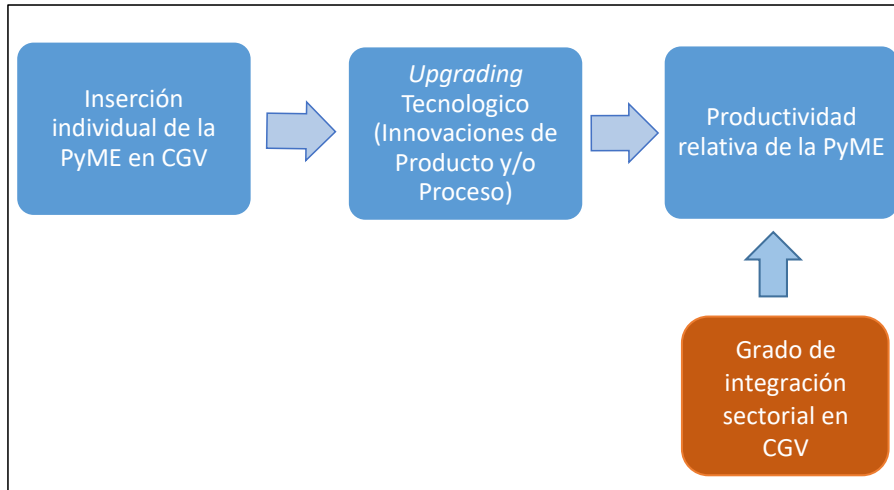 Inserción
individual de la
PyME en CGV
Upgrading
Tecnologico
(Innovaciones de
Producto y/o
Proceso)
Productividad
relativa de la PyME
Grado de
integración
sectorial en
CGV